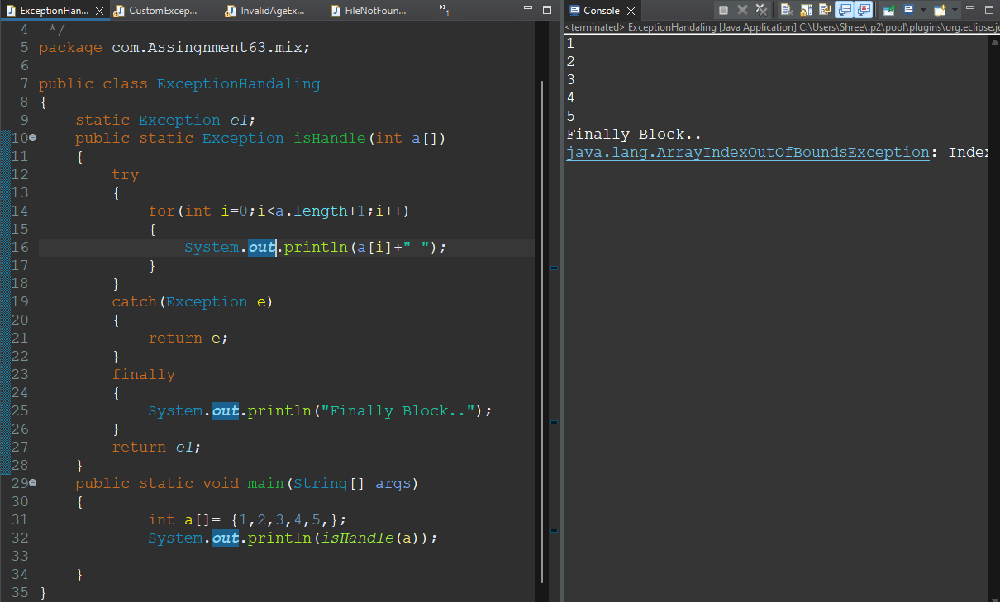 ExceptionHan... CustomExcep... InvalidAgeEx... FileNotFoun... »1
4 */
5 package com.Assingnment63.mix;
6
7 public class ExceptionHandaling
8 {
9 static Exception e1;
10 public static Exception isHandle(int a[])
11 {
12 try
13 {
14 for(int i=0;i<a.length+1;i++)
15 {
16 System.out.println(a[i]+" ");
17 }
18 }
19 catch(Exception e)
20 {
21 return e;
22 }
23 finally
24 {
25 System.out.println("Finally Block..");
26 }
27 return e1;
28 }
29 public static void main(String[] args)
30 {
31 int a[]= {1,2,3,4,5,};
32 System.out.println(isHandle(a));
33
34 }
35 }
Console
<terminated> ExceptionHandaling [Java Application] C:\Users\Shree\.p2\pool\plugins\org.eclipse.ju
1
2
3
4
5
Finally Block..
java.lang.ArrayIndexOutOfBoundsException: Index